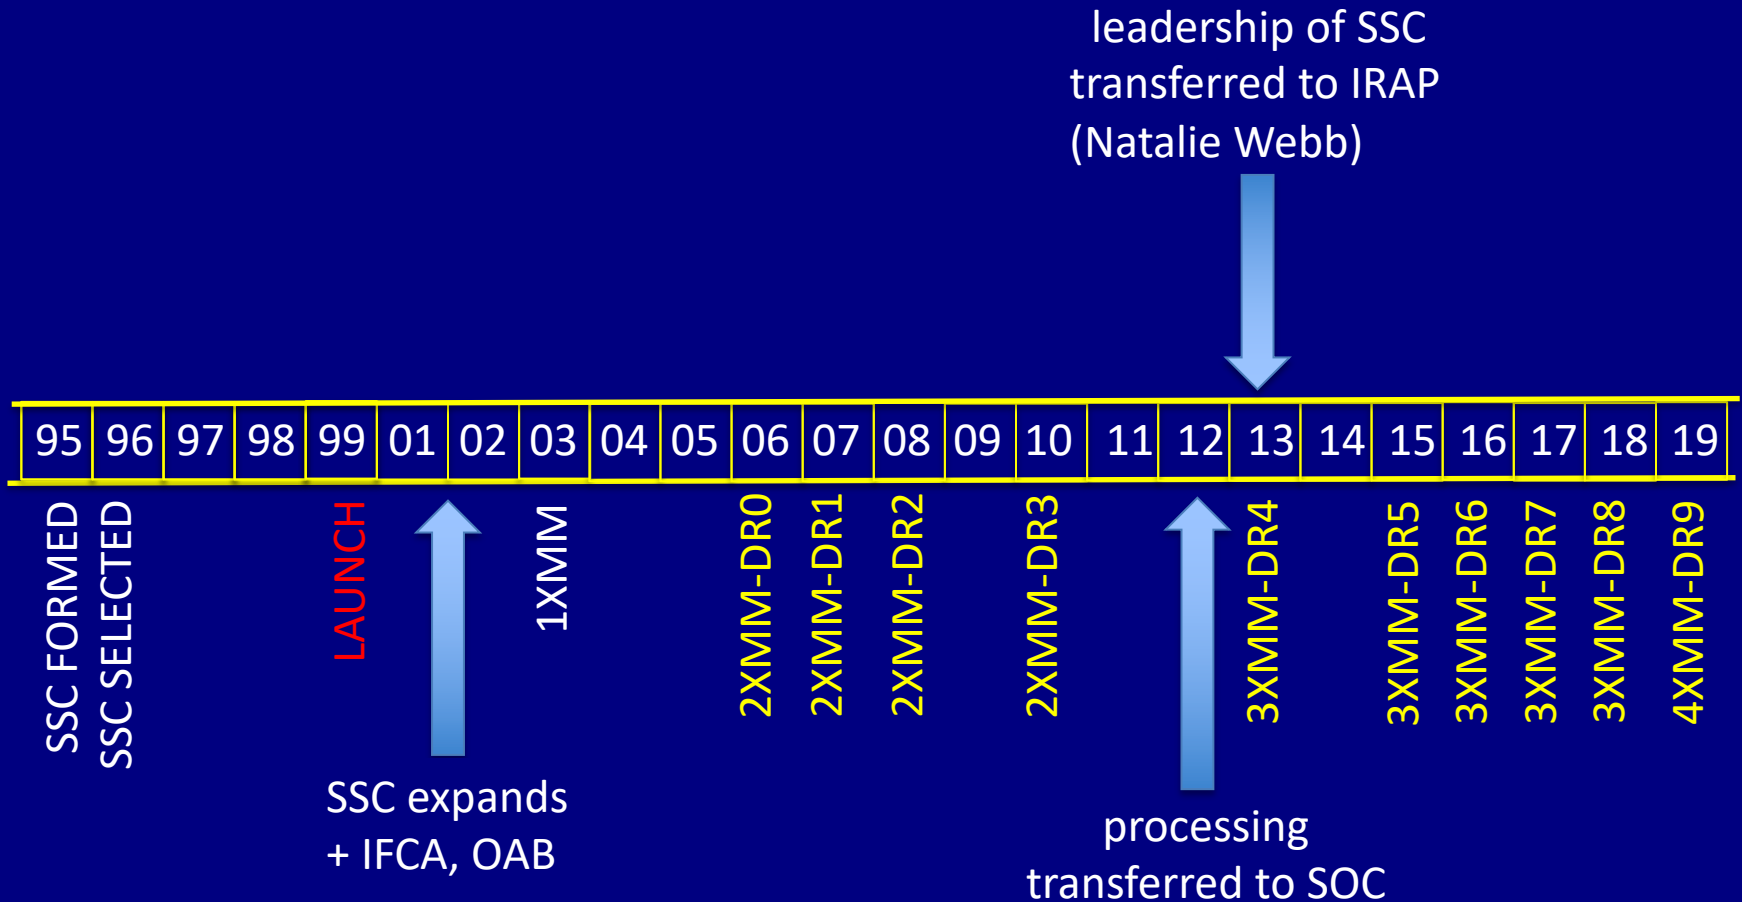 leadership of SSC
transferred to IRAP
(Natalie Webb)
95 96 97 98 99 01 02 03 04 05 06 07 08 09 10 11 12 13 14 15 16 17 18 19
SSC FORMED
SSC SELECTED
LAUNCH
1XMM
2XMM-DR0
2XMM-DR1
2XMM-DR2
2XMM-DR3
3XMM-DR4
3XMM-DR5
3XMM-DR6
3XMM-DR7
3XMM-DR8
4XMM-DR9
SSC expands
+ IFCA, OAB
processing
transferred to SOC